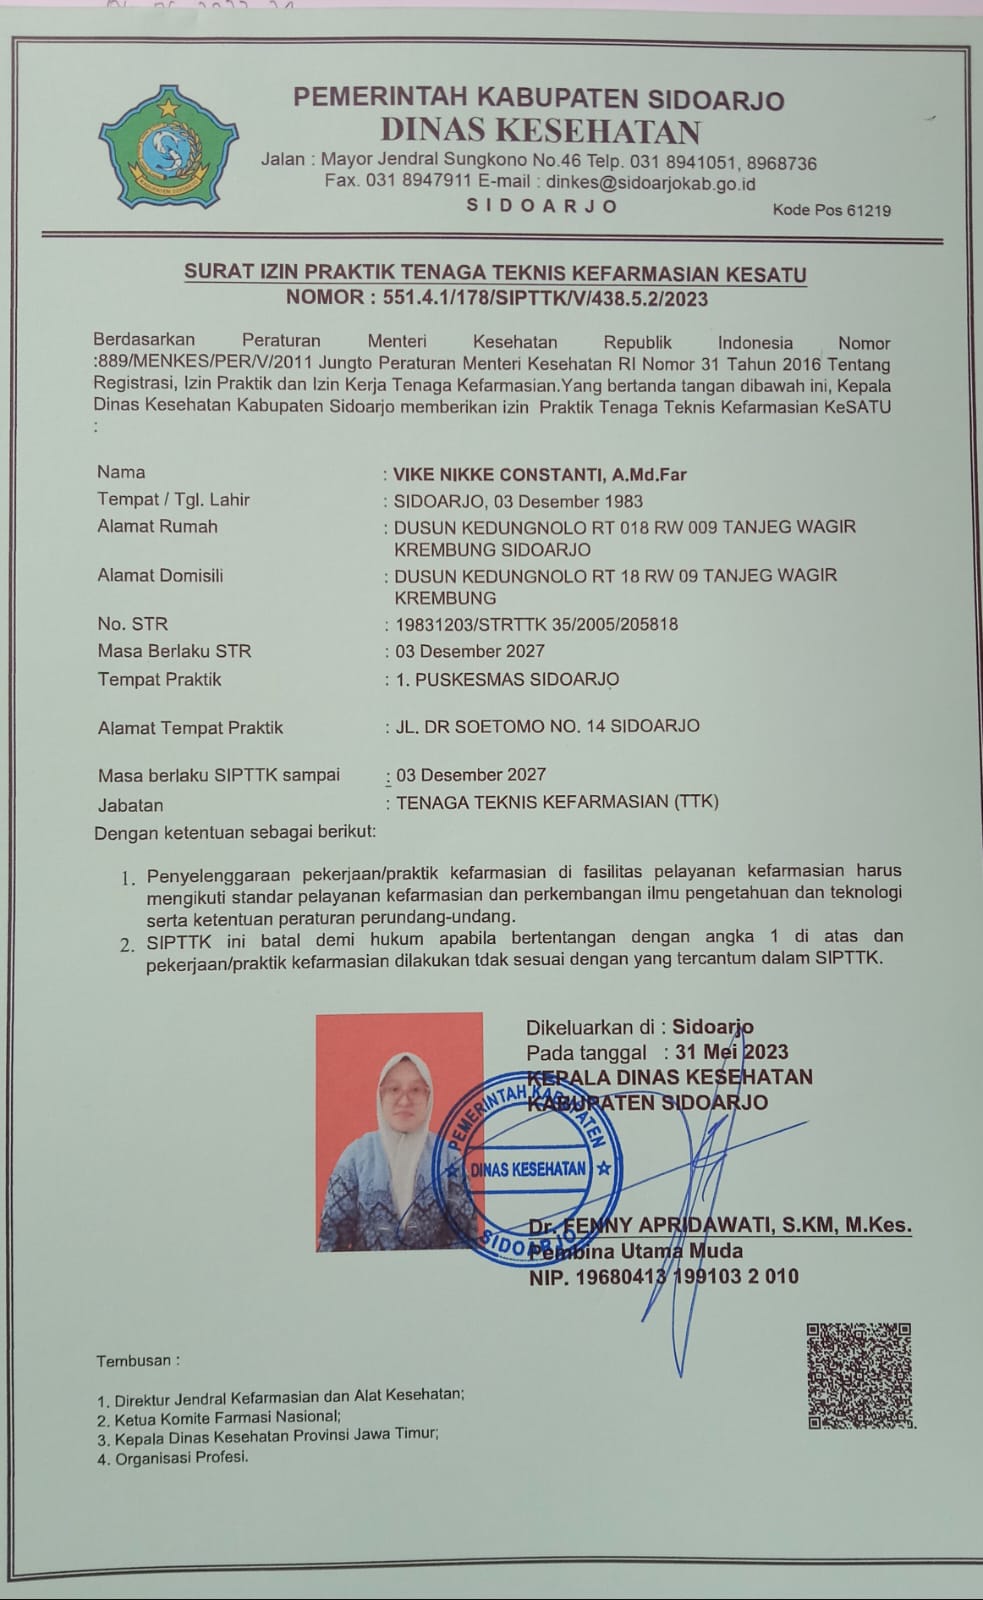 PEMERINTAH KABUPATEN SIDOARJO
DINAS KESEHATAN
Jalan : Mayor Jendral Sungkono No.46 Telp. 031 8941051, 8968736
Fax. 031 8947911 E-mail : dinkes@sidoarjokab.go.id
SIDOARJO
Kode Pos 61219
KABUPATEN SIDOARJO
SURAT IZIN PRAKTIK TENAGA TEKNIS KEFARMASIAN KESATU
NOMOR : 551.4.1/178/SIPTTK/V/438.5.2/2023
Berdasarkan Peraturan Menteri Kesehatan Republik Indonesia Nomor
:889/MENKES/PER/V/2011 Jungto Peraturan Menteri Kesehatan RI Nomor 31 Tahun 2016 Tentang
Registrasi, Izin Praktik dan Izin Kerja Tenaga Kefarmasian.Yang bertanda tangan dibawah ini, Kepala
Dinas Kesehatan Kabupaten Sidoarjo memberikan izin Praktik Tenaga Teknis Kefarmasian KeSATU
:
Nama : VIKE NIKKE CONSTANTI, A.Md.Far
Tempat / Tgl. Lahir : SIDOARJO, 03 Desember 1983
Alamat Rumah : DUSUN KEDUNGNOLO RT 018 RW 009 TANJEG WAGIR
KREMBUNG SIDOARJO
Alamat Domisili : DUSUN KEDUNGNOLO RT 18 RW 09 TANJEG WAGIR
KREMBUNG
No. STR : 19831203/STRTTK 35/2005/205818
Masa Berlaku STR : 03 Desember 2027
Tempat Praktik : 1. PUSKESMAS SIDOARJO
Alamat Tempat Praktik : JL. DR SOETOMO NO. 14 SIDOARJO
Masa berlaku SIPTTK sampai : 03 Desember 2027
Jabatan : TENAGA TEKNIS KEFARMASIAN (TTK)
Dengan ketentuan sebagai berikut:
1. Penyelenggaraan pekerjaan/praktik kefarmasian di fasilitas pelayanan kefarmasian harus
mengikuti standar pelayanan kefarmasian dan perkembangan ilmu pengetahuan dan teknologi
serta ketentuan peraturan perundang-undang.
2. SIPTTK ini batal demi hukum apabila bertentangan dengan angka 1 di atas dan
pekerjaan/praktik kefarmasian dilakukan tdak sesuai dengan yang tercantum dalam SIPTTK.
Dikeluarkan di : Sidoarjo
Pada tanggal : 31 Mei 2023
KEPALA DINAS KESEHATAN
KABUPATEN SIDOARJO
PEMERINTAH KABUPATEN
DINAS KESEHATAN
SIDOARJO
Dr. FENNY APRIDAWATI, S.KM, M.Kes.
Pembina Utama Muda
NIP. 19680413 199103 2 010
Tembusan :
1. Direktur Jendral Kefarmasian dan Alat Kesehatan;
2. Ketua Komite Farmasi Nasional;
3. Kepala Dinas Kesehatan Provinsi Jawa Timur;
4. Organisasi Profesi.